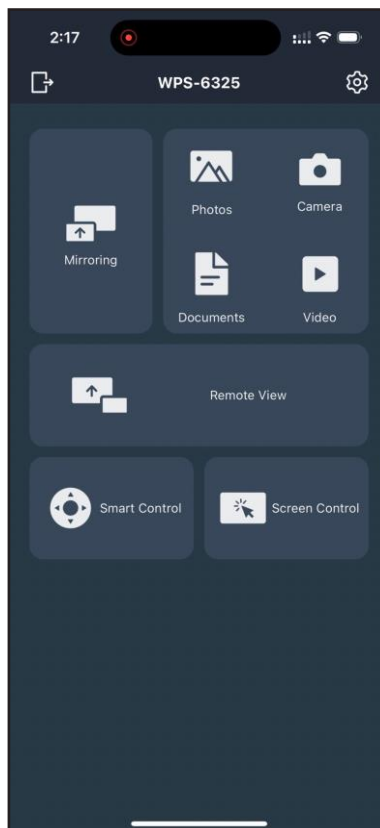 2:17
WPS-6325
Mirroring
Photos
Camera
Documents
Video
Remote View
Smart Control
Screen Control